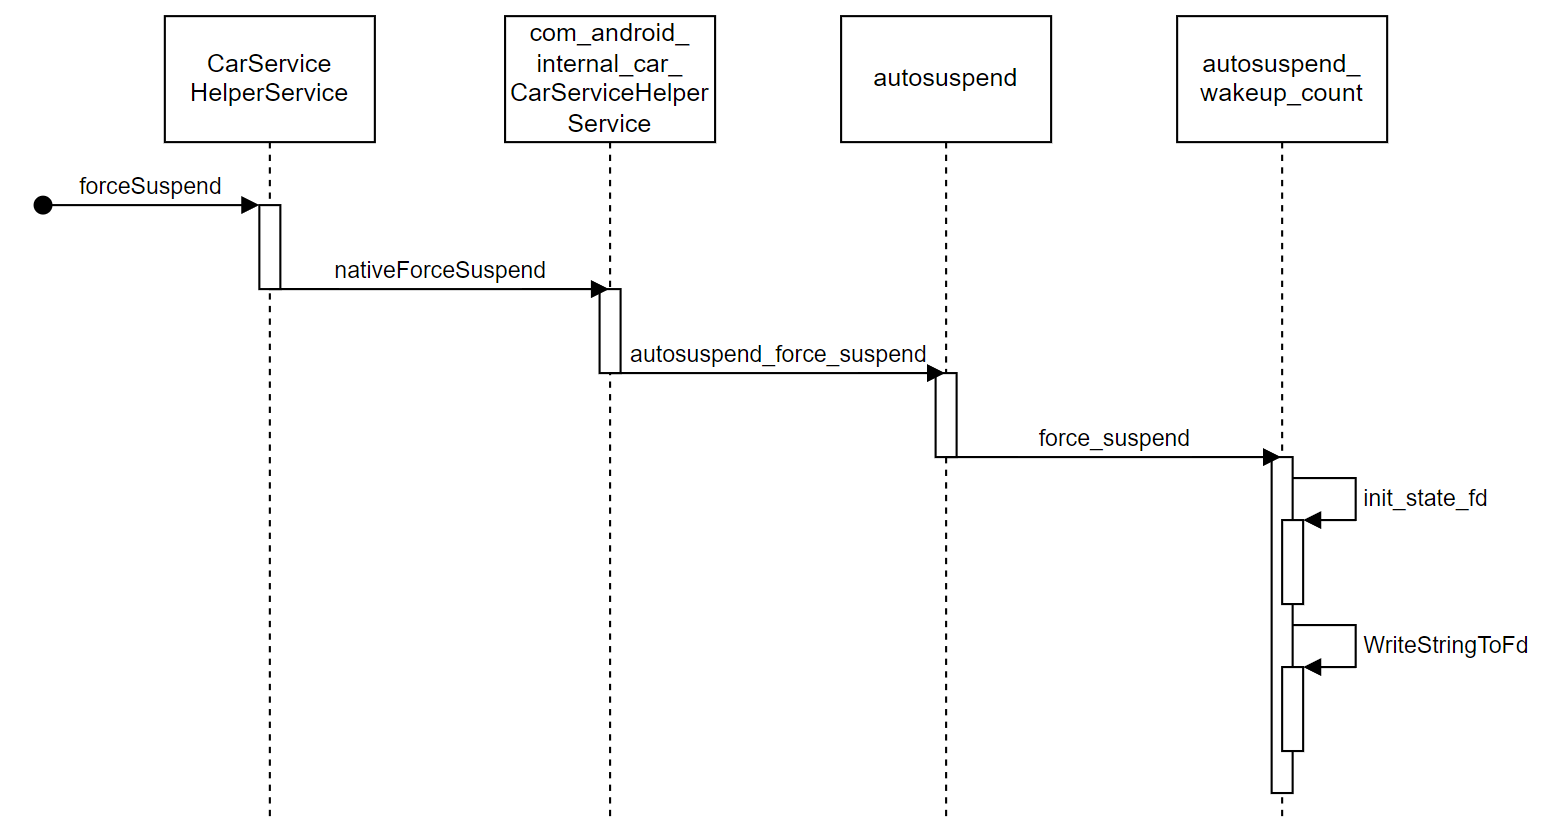 CarService
HelperService
com_android_
internal_car_
CarServiceHelper
Service
autosuspend
autosuspend_
wakeup_count
forceSuspend
nativeForceSuspend
autosuspend_force_suspend
force_suspend
init_state_fd
WriteStringToFd